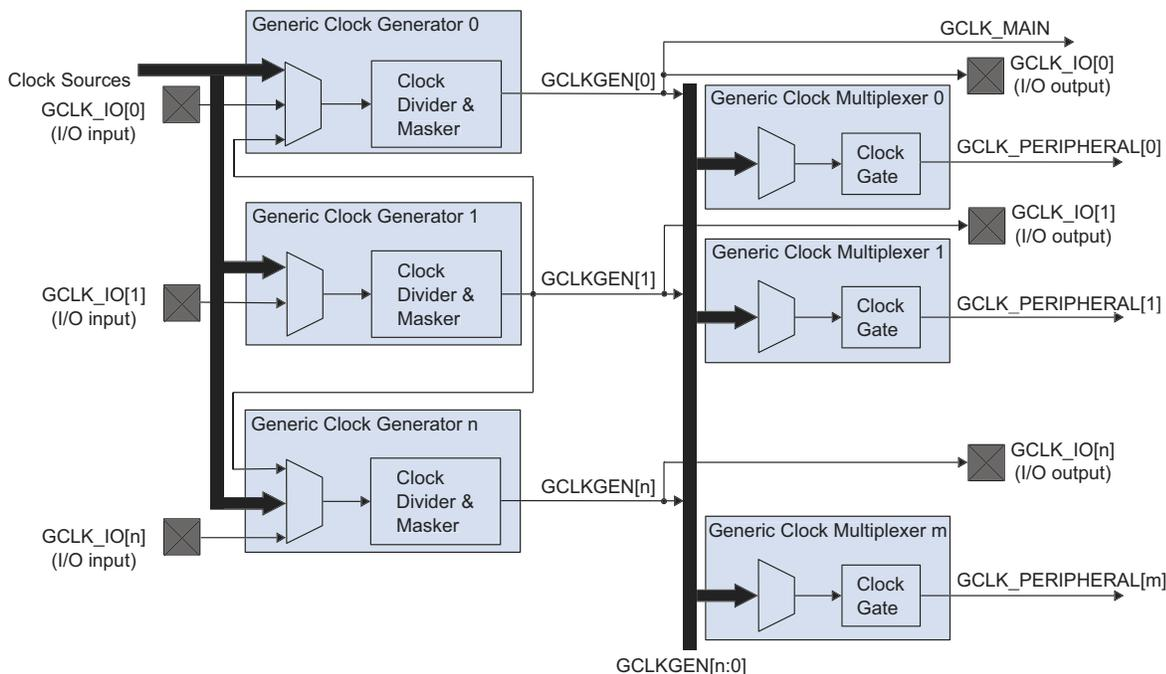 Generic Clock Generator 0
Clock Sources
GCLK_IO[0]
(I/O input)
Clock
Divider &
Masker
GCLKGEN[0]
GCLK_MAIN
GCLK_IO[0]
(I/O output)
Generic Clock Multiplexer 0
Clock
Gate
GCLK_PERIPHERAL[0]
Generic Clock Generator 1
GCLK_IO[1]
(I/O input)
Clock
Divider &
Masker
GCLKGEN[1]
GCLK_IO[1]
(I/O output)
Generic Clock Multiplexer 1
Clock
Gate
GCLK_PERIPHERAL[1]
Generic Clock Generator n
GCLK_IO[n]
(I/O input)
Clock
Divider &
Masker
GCLKGEN[n]
GCLK_IO[n]
(I/O output)
Generic Clock Multiplexer m
Clock
Gate
GCLK_PERIPHERAL[m]
GCLKGEN[n:0]